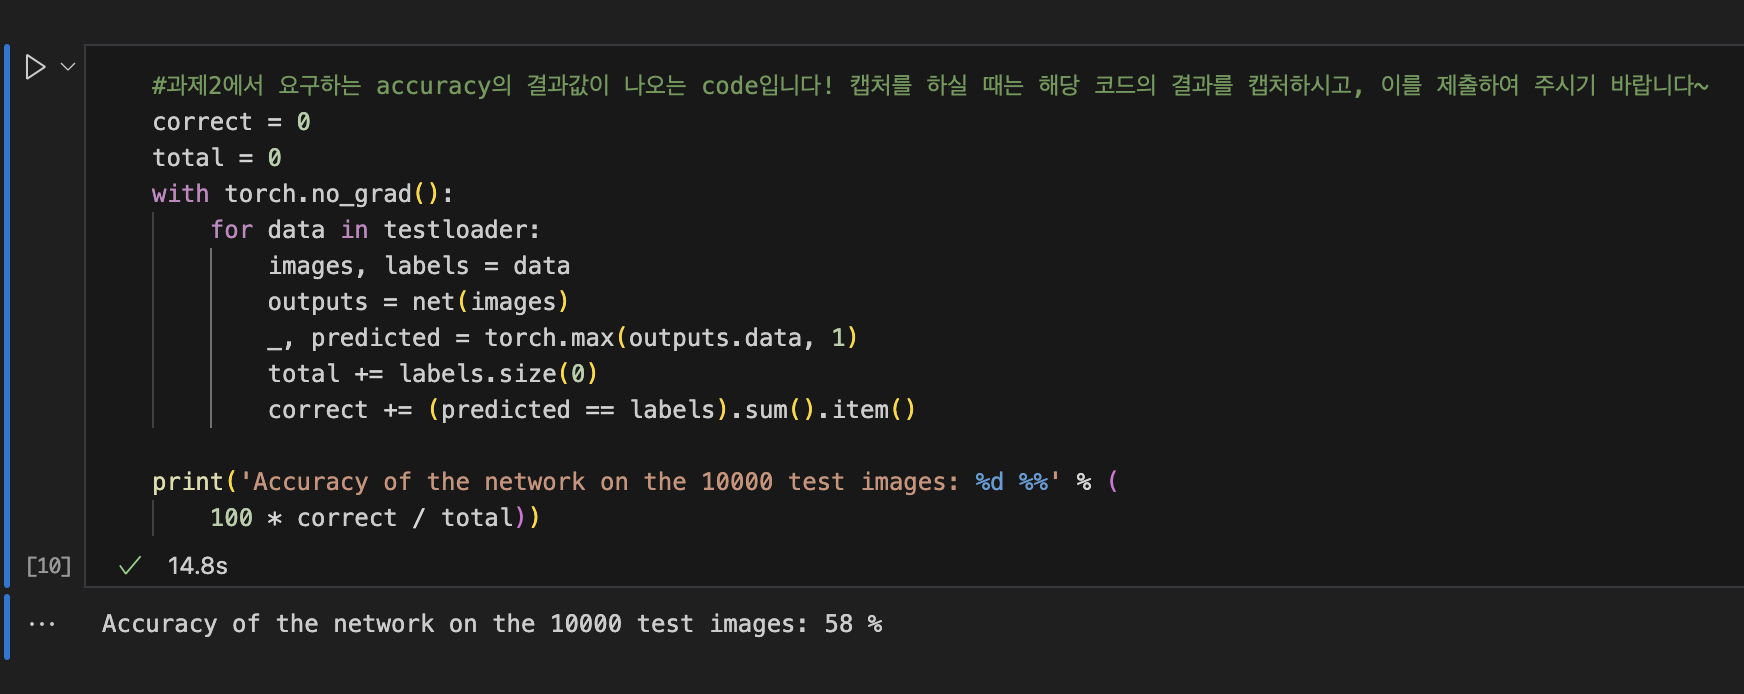 #과제2에서 요구하는 accuracy의 결과값이 나오는 code입니다! 캡처를 하실 때는 해당 코드의 결과를 캡처하시고, 이를 제출하여 주시기 바랍니다~
correct = 0
total = 0
with torch.no_grad():
    for data in testloader:
        images, labels = data
        outputs = net(images)
        _, predicted = torch.max(outputs.data, 1)
        total += labels.size(0)
        correct += (predicted == labels).sum().item()
print('Accuracy of the network on the 10000 test images: %d %%' % (
    100 * correct / total))
[10] 14.8s
Accuracy of the network on the 10000 test images: 58 %